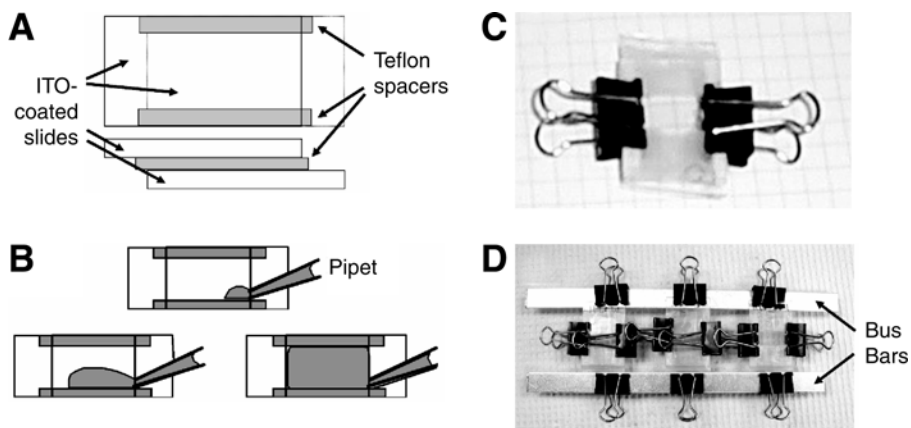 A
Teflon
spacers
ITO-
coated
slides
B
Pipet
C
D
Bus
Bars